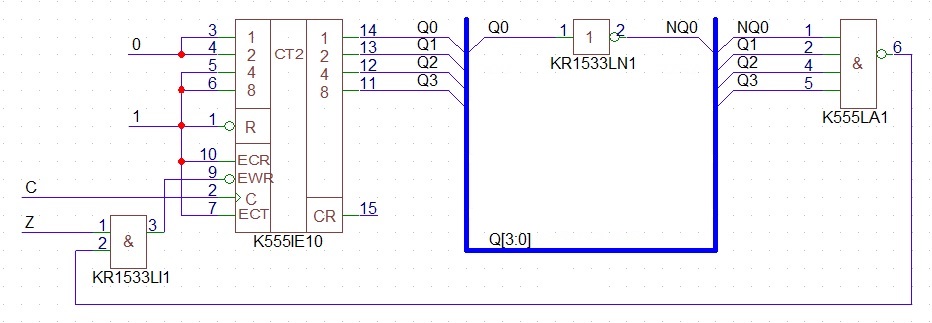 0
1
C
Z
3
4
5
6
1
10
9
2
7
1
2
4
8
R
ECR
EWR
C
ECT
CT2
1
2
4
8
CR
14
13
12
11
15
Q0
Q1
Q2
Q3
K555IE10
1
2
3
&
KR1533LI1
Q0
1
1
2
NQ0
KR1533LN1
Q[3:0]
NQ0
Q1
Q2
Q3
1
2
4
5
&
6
K555LA1